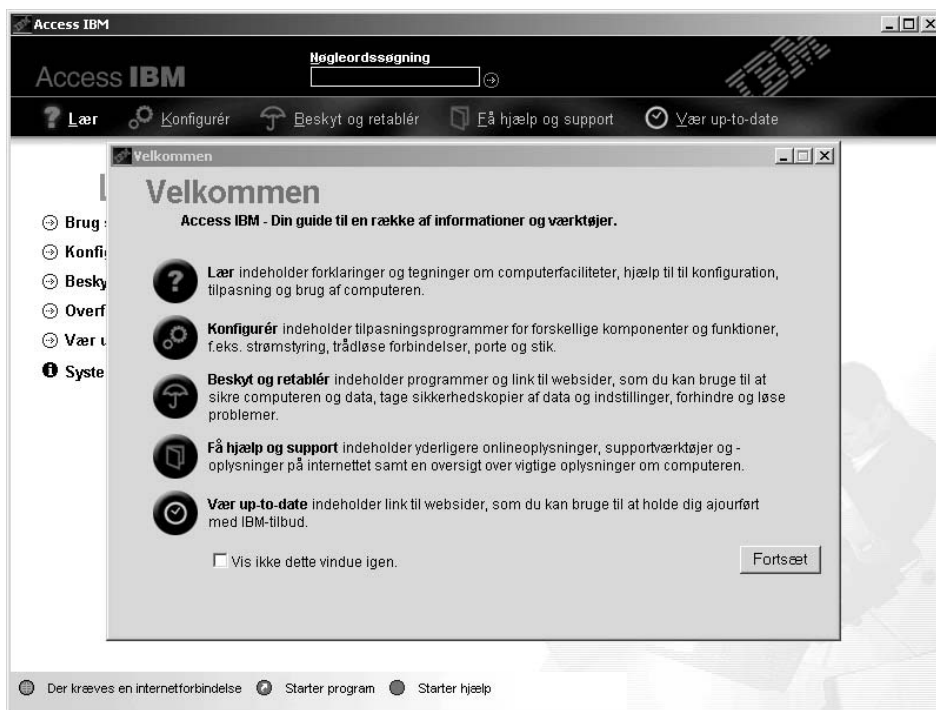 Access IBM
Nøgleordssøgning
Access IBM
IBM
Lær Konfigurér Beskyt og retablér Få hjælp og support Vær up-to-date
Velkommen
Velkommen
Access IBM - Din guide til en række af informationer og værktøjer.
Brug
Lær indeholder forklaringer og tegninger om computerfaciliteter, hjælp til til konfiguration,
tilpasning og brug af computeren.
Konfig
Besky
Overf
Vær u
Syste
Konfigurér indeholder tilpasningsprogrammer for forskellige komponenter og funktioner,
f.eks. strømstyring, trådløse forbindelser, porte og stik.
Beskyt og retablér indeholder programmer og link til websider, som du kan bruge til at
sikre computeren og data, tage sikkerhedskopier af data og indstillinger, forhindre og løse
problemer.
Få hjælp og support indeholder yderligere onlineoplysninger, supportværktøjer og -
oplysninger på internettet samt en oversigt over vigtige oplysninger om computeren.
Vær up-to-date indeholder link til websider, som du kan bruge til at holde dig ajourført
med IBM-tilbud.
Vis ikke dette vindue igen.
Fortsæt
Der kræves en internetforbindelse Starter program Starter hjælp